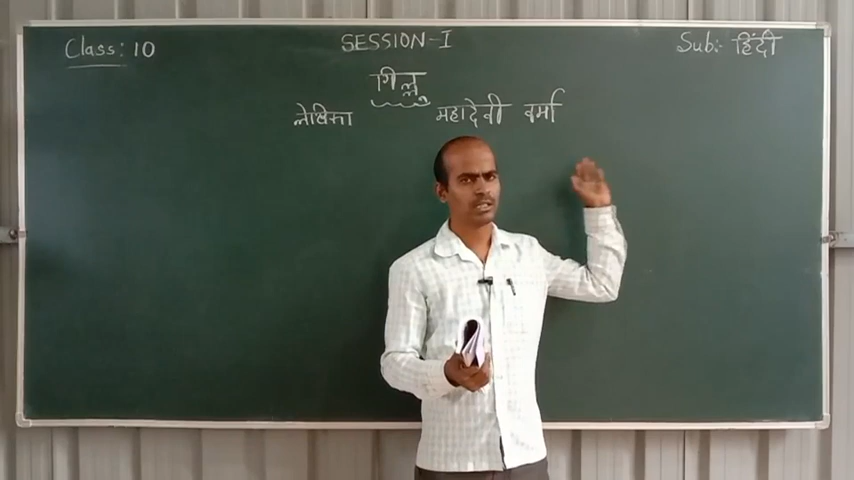 Class: 10 SESSION-I Sub:- हिंदी
गिल्लू
लेखिका महादेवी वर्मा